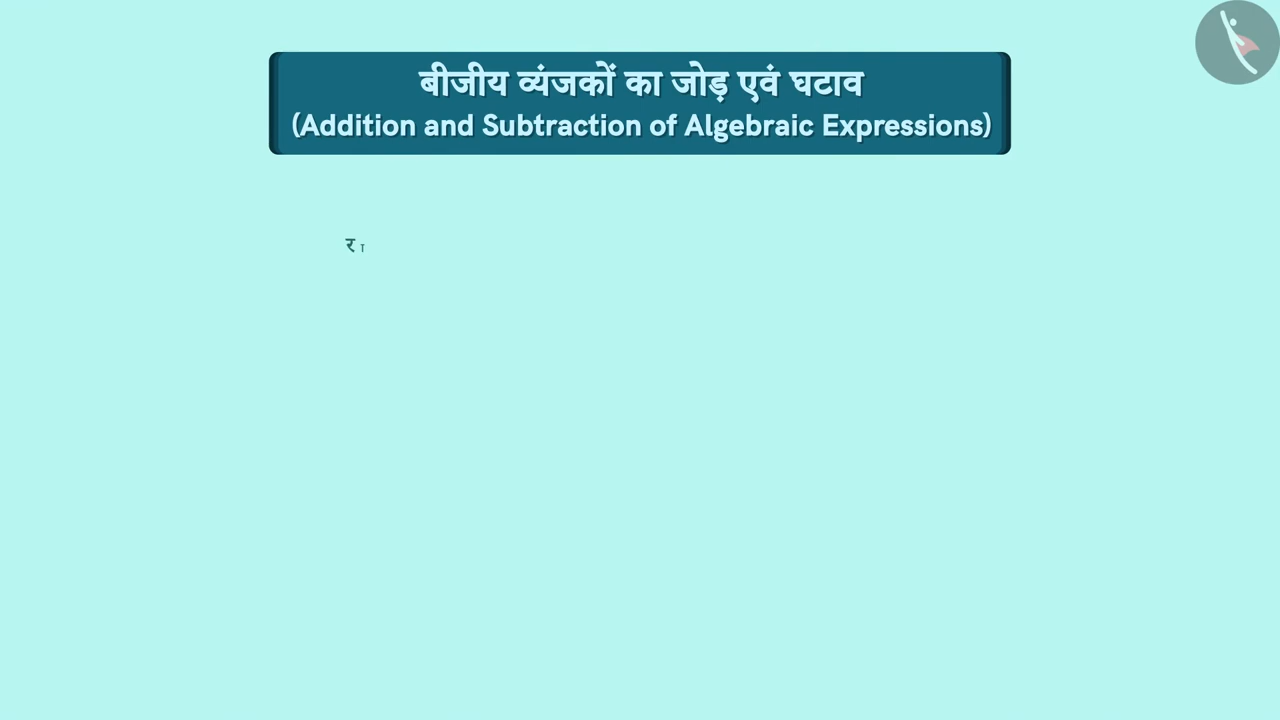 बीजीय व्यंजकों का जोड़ एवं घटाव
(Addition and Subtraction of Algebraic Expressions)
रा